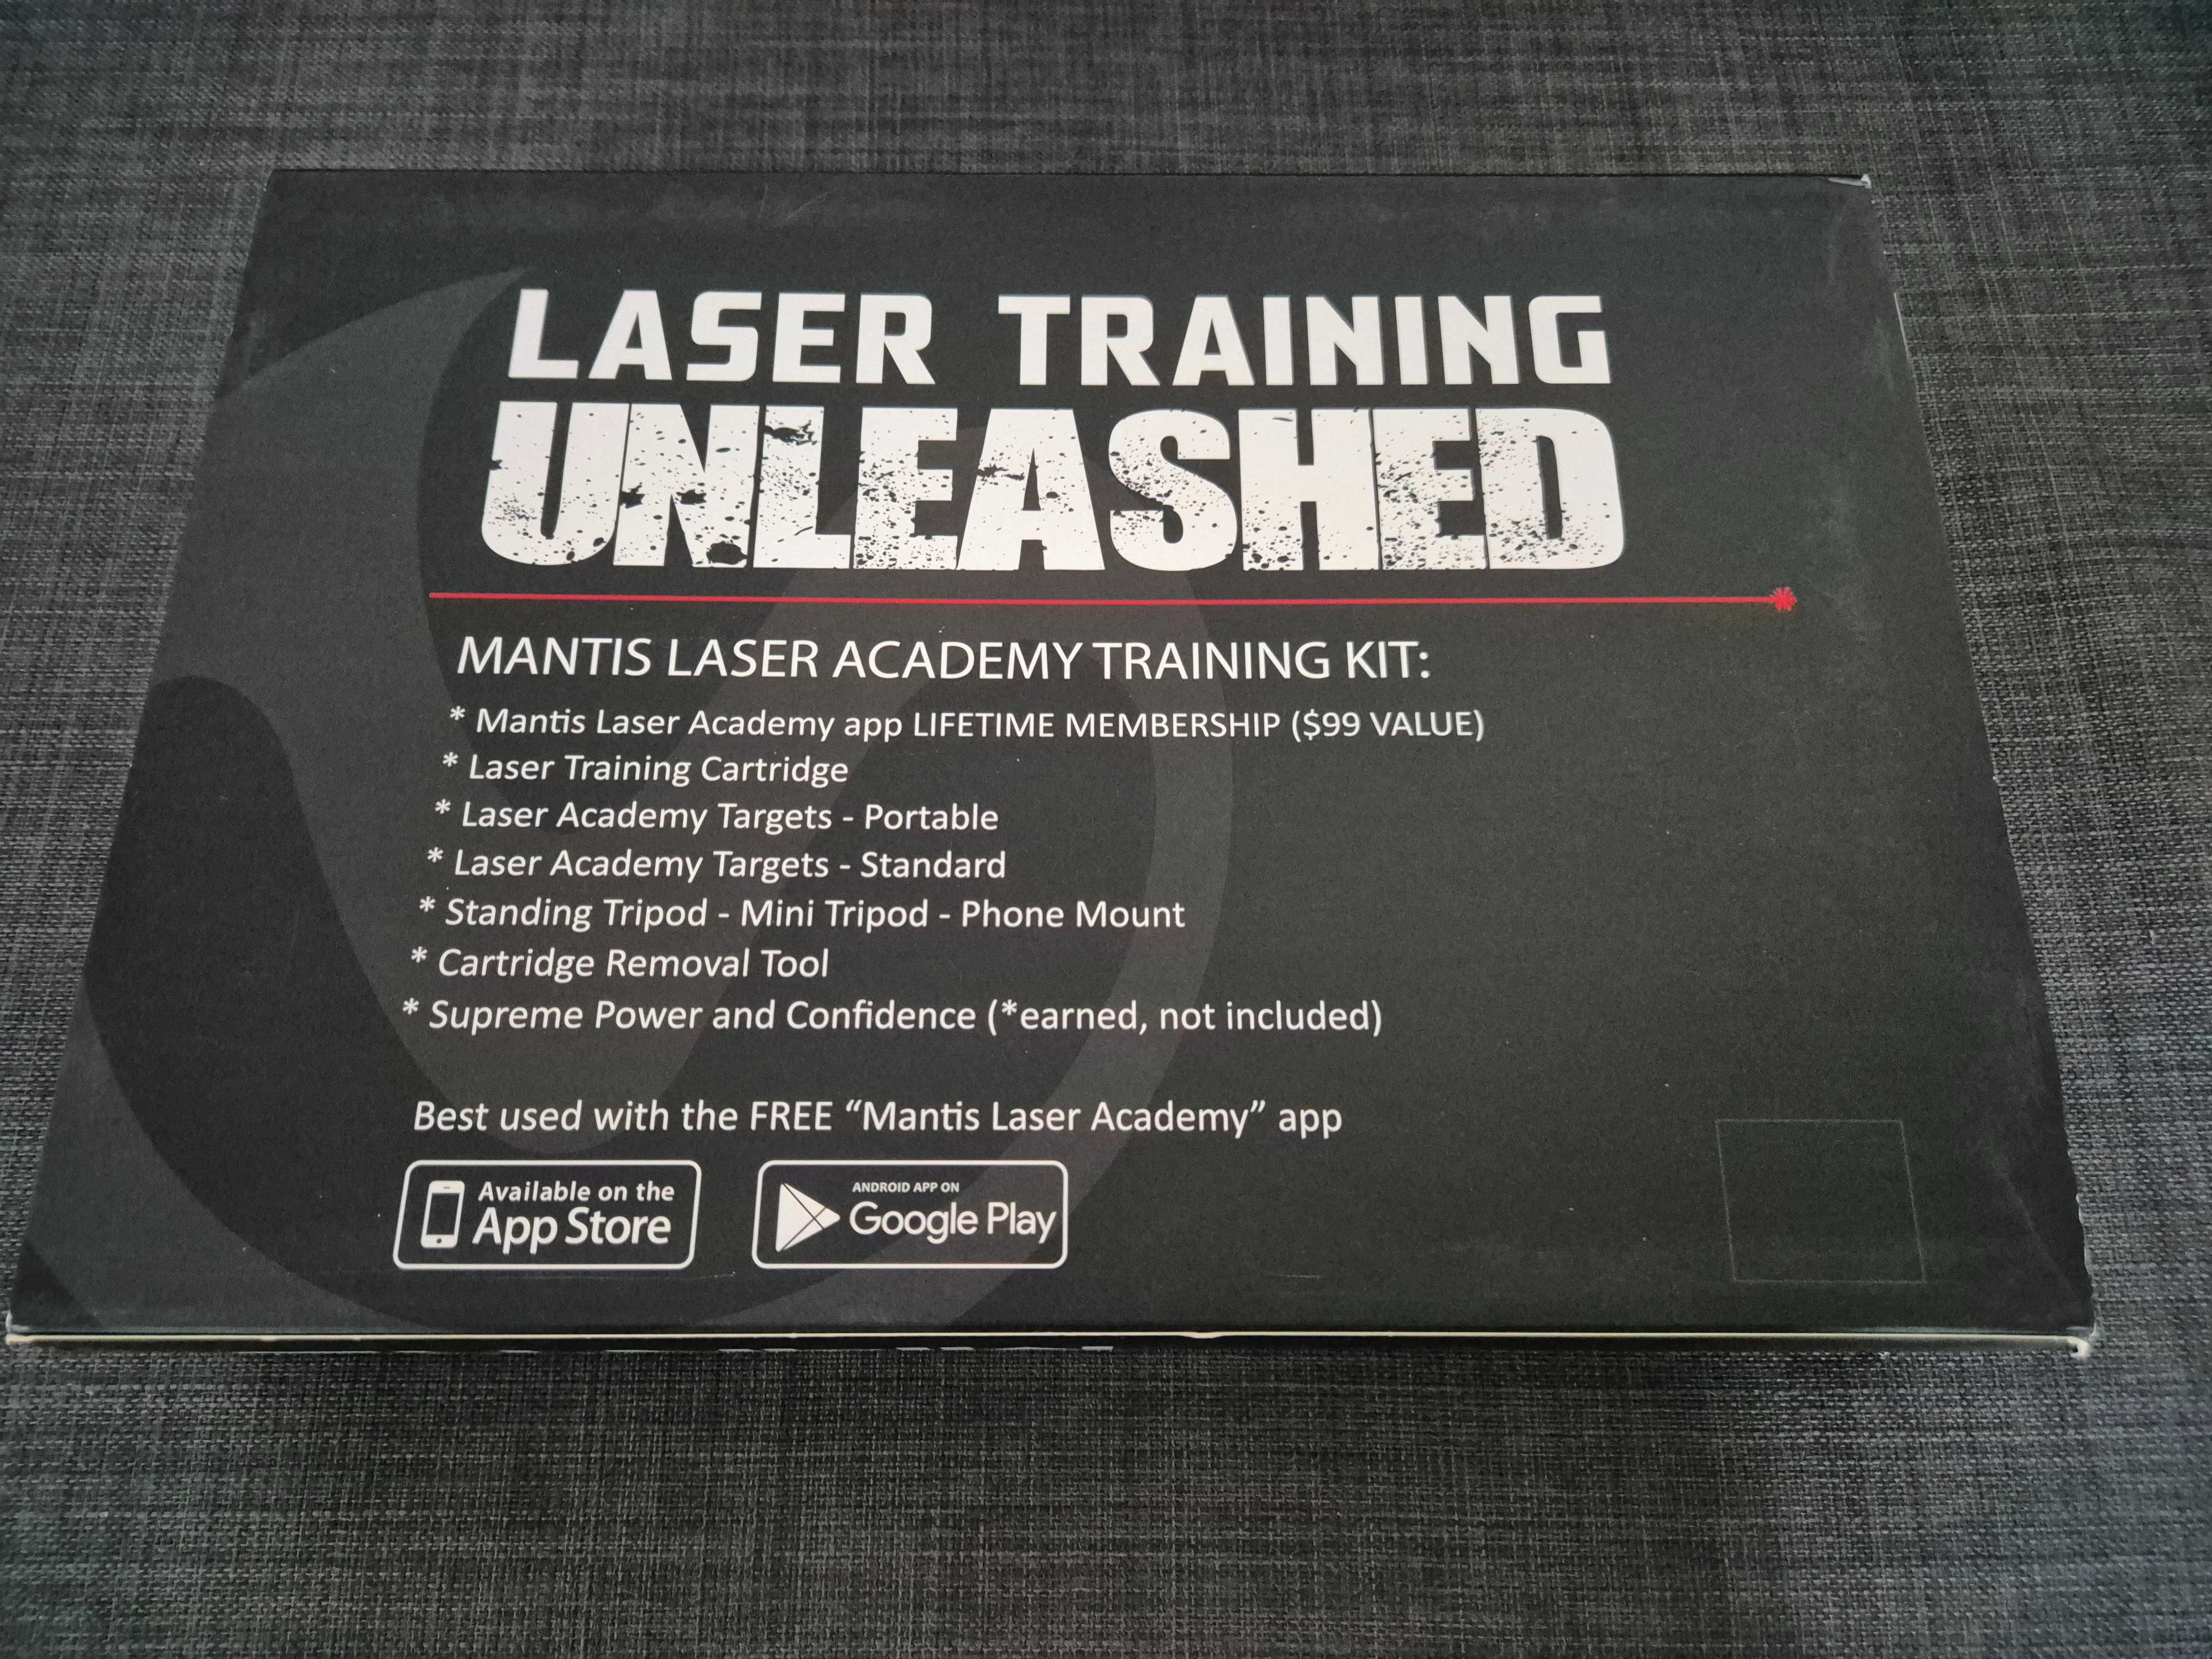 LASER TRAINING
UNLEASHED
MANTIS LASER ACADEMY TRAINING KIT:
* Mantis Laser Academy app LIFETIME MEMBERSHIP ($99 VALUE)
* Laser Training Cartridge
* Laser Academy Targets - Portable
* Laser Academy Targets - Standard
* Standing Tripod - Mini Tripod - Phone Mount
* Cartridge Removal Tool
* Supreme Power and Confidence (*earned, not included)
Best used with the FREE “Mantis Laser Academy” app
Available on the
App Store
ANDROID APP ON
Google Play